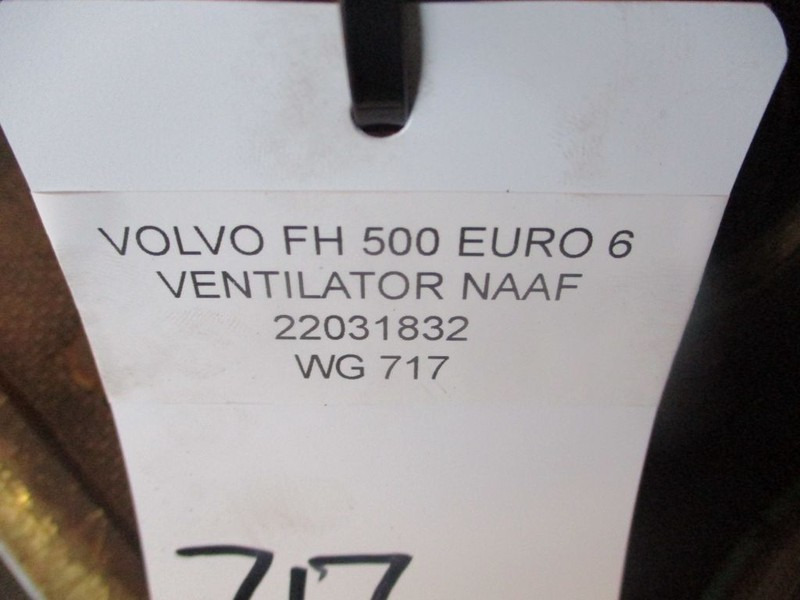 VOLVO FH 500 EURO 6
VENTILATOR NAAF
22031832
WG 717
717